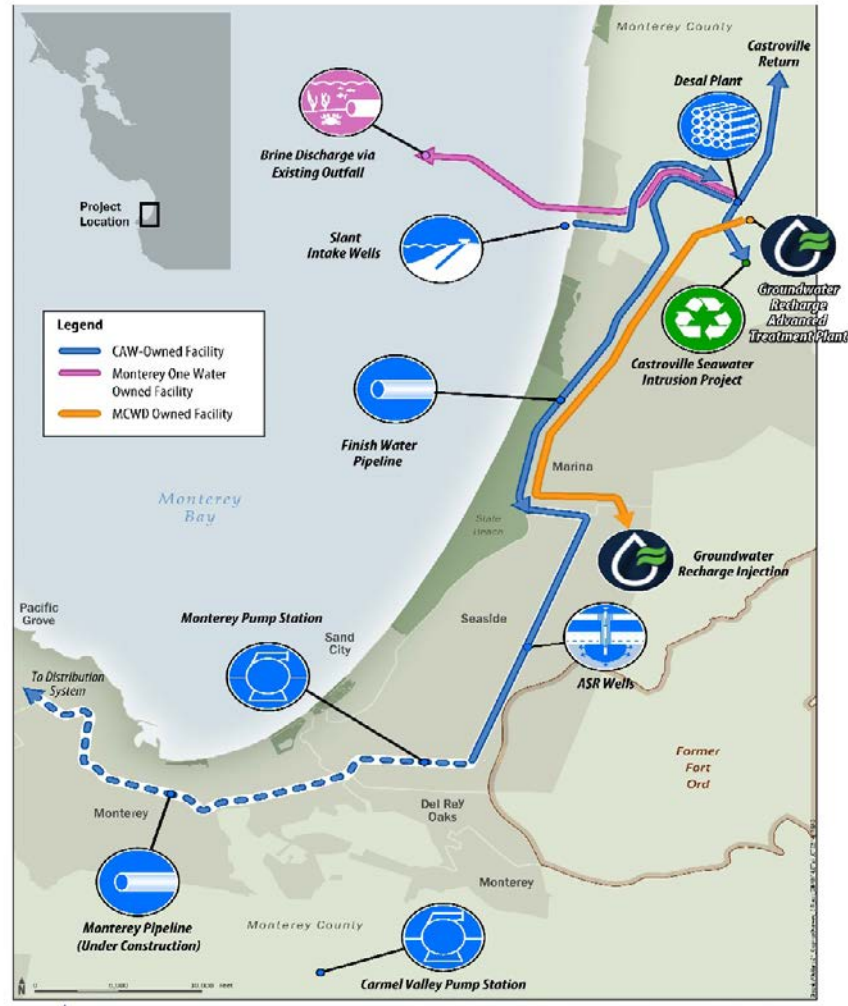 Monterey County
Castroville
Return
Desal Plant
Brine Discharge via
Existing Outfall
Project
Location
Slant
Intake Wells
Groundwater
Recharge
Advanced
Treatment Plant
Legend
CAW-Owned Facility
Monterey One Water
Owned Facility
MCWD Owned Facility
Castroville Seawater
Intrusion Project
Finish Water
Pipeline
Marina
Monterey
Bay
State
Beach
Groundwater
Recharge Injection
Pacific
Grove
Monterey Pump Station
Seaside
Sand
City
To Distribution
System
ASR Wells
Former
Fort
Ord
Monterey
Del Rey
Oaks
Monterey
Monterey Pipeline
(Under Construction)
Monterey County
Carmel Valley Pump Station
N
0
Feet